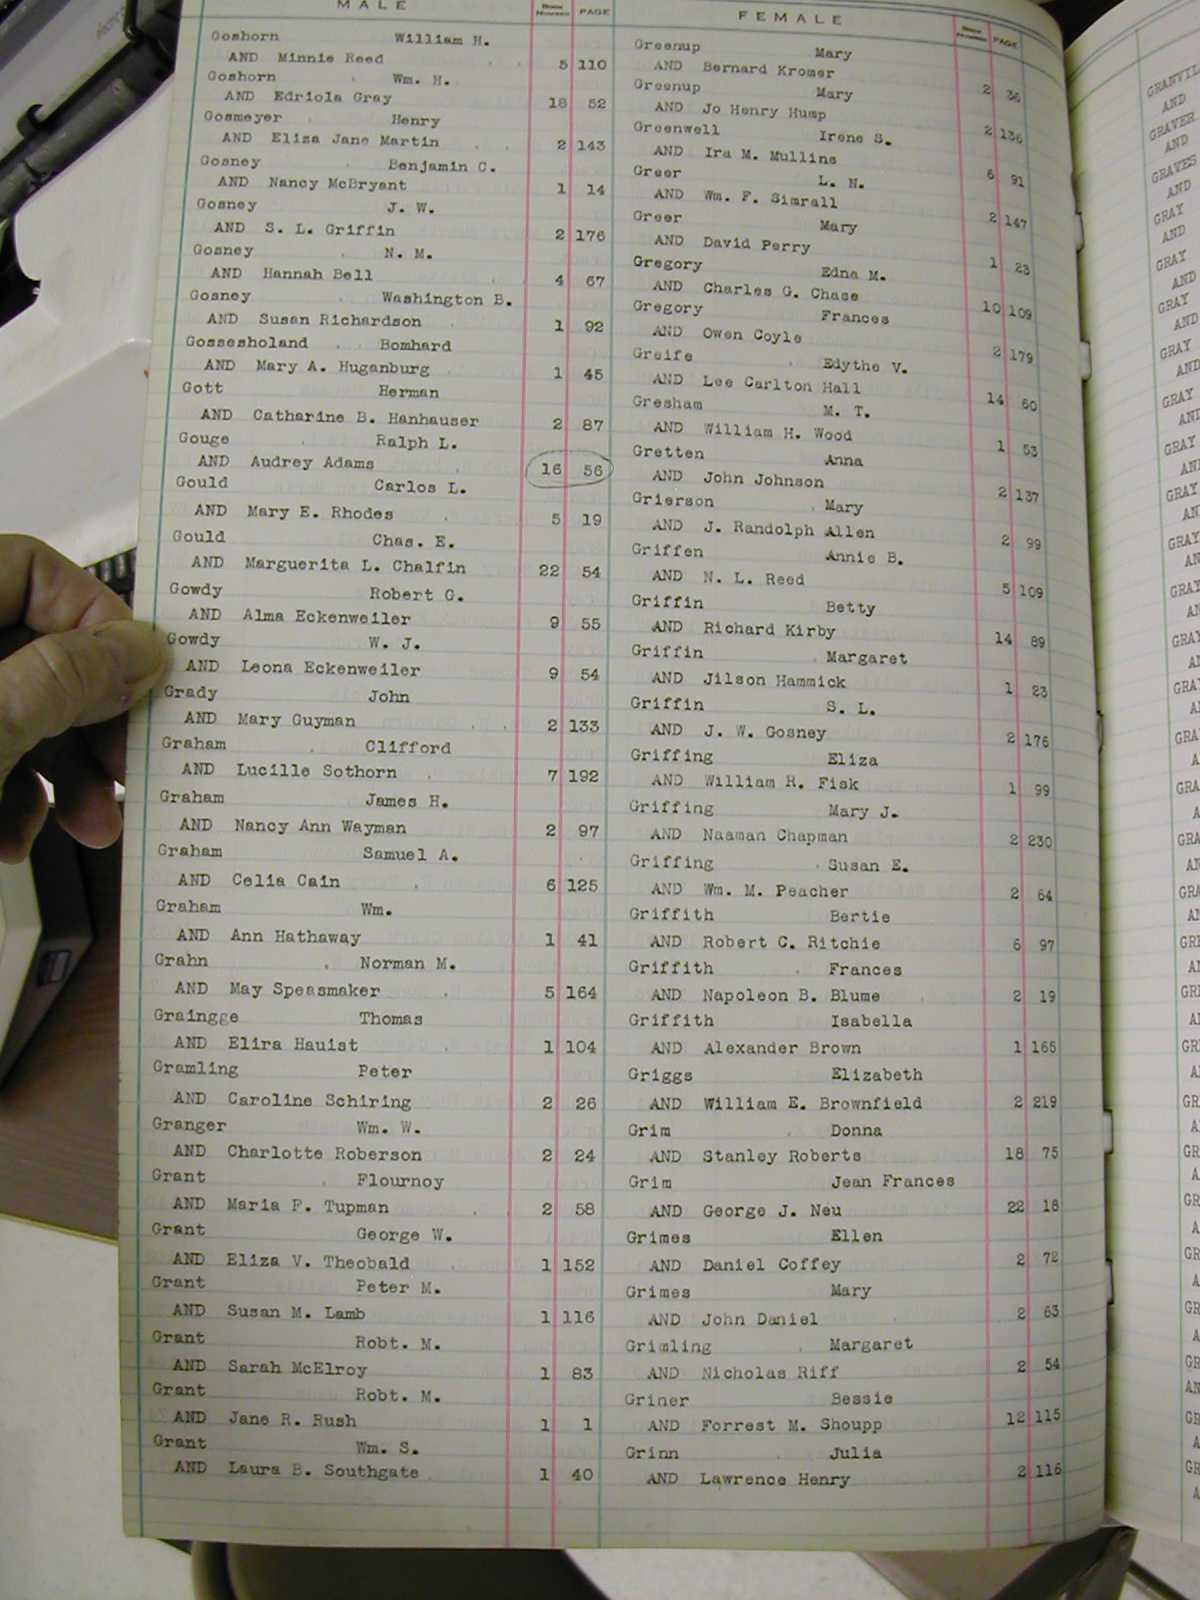 MALE BOOK NUMBER PAGE
Goshorn William H.
AND Minnie Reed 5 110
Goshorn Wm. H.
AND Edriola Gray 18 52
Gosmeyer Henry
AND Eliza Jane Martin 2 143
Gosney Benjamin C.
AND Nancy McBryant 1 14
Gosney J. W.
AND S. L. Griffin 2 176
Gosney N. M.
AND Hannah Bell 4 67
Gosney Washington B.
AND Susan Richardson 1 92
Gossesholand Bomhard
AND Mary A. Huganburg 1 45
Gott Herman
AND Catharine B. Hanhauser 2 87
Gouge Ralph L.
AND Audrey Adams 16 56
Gould Carlos L.
AND Mary E. Rhodes 5 19
Gould Chas. E.
AND Marguerita L. Chalfin 22 54
Gowdy Robert G.
AND Alma Eckenweiler 9 55
Gowdy W. J.
AND Leona Eckenweiler 9 54
Grady John
AND Mary Guyman 2 133
Graham Clifford
AND Lucille Sothorn 7 192
Graham James H.
AND Nancy Ann Wayman 2 97
Graham Samuel A.
AND Celia Cain 6 125
Graham Wm.
AND Ann Hathaway 1 41
Grahn Norman M.
AND May Speasmaker 5 164
Graingge Thomas
AND Elira Hauist 1 104
Gramling Peter
AND Caroline Schiring 2 26
Granger Wm. W.
AND Charlotte Roberson 2 24
Grant Flournoy
AND Maria F. Tupman 2 58
Grant George W.
AND Eliza V. Theobald 1 152
Grant Peter M.
AND Susan M. Lamb 1 116
Grant Robt. M.
AND Sarah McElroy 1 83
Grant Robt. M.
AND Jane R. Rush 1 1
Grant Wm. S.
AND Laura B. Southgate 1 40
FEMALE BOOK NUMBER PAGE
Greenup Mary
AND Bernard Kromer 2 36
Greenup Mary
AND Jo Henry Hump 2 136
Greenwell Irene S.
AND Ira M. Mullins 6 91
Greer L. N.
AND Wm. F. Simrall 2 147
Greer Mary
AND David Perry 1 23
Gregory Edna M.
AND Charles G. Chase 10 109
Gregory Frances
AND Owen Coyle 2 179
Greife Edythe V.
AND Lee Carlton Hall 14 60
Gresham M. T.
AND William H. Wood 1 53
Gretten Anna
AND John Johnson 2 137
Grierson Mary
AND J. Randolph Allen 2 99
Griffen Annie B.
AND N. L. Reed 5 109
Griffin Betty
AND Richard Kirby 14 89
Griffin Margaret
AND Jilson Hammick 1 23
Griffin S. L.
AND J. W. Gosney 2 176
Griffing Eliza
AND William R. Fisk 1 99
Griffing Mary J.
AND Naaman Chapman 2 230
Griffing Susan E.
AND Wm. M. Peacher 2 64
Griffith Bertie
AND Robert C. Ritchie 6 97
Griffith Frances
AND Napoleon B. Blume 2 19
Griffith Isabella
AND Alexander Brown 1 165
Griggs Elizabeth
AND William E. Brownfield 2 219
Grim Donna
AND Stanley Roberts 18 75
Grim Jean Frances
AND George J. Neu 22 18
Grimes Ellen
AND Daniel Coffey 2 72
Grimes Mary
AND John Daniel 2 63
Grimling Margaret
AND Nicholas Riff 2 54
Griner Bessie
AND Forrest M. Shoupp 12 115
Grinn Julia
AND Lawrence Henry 2 116
AND
GRAVER
AND
GRAVES
AND
GRAY
AND
GRAY
AND
GRAY
AND
GRAY
AND
GRAY
AND
GRAY